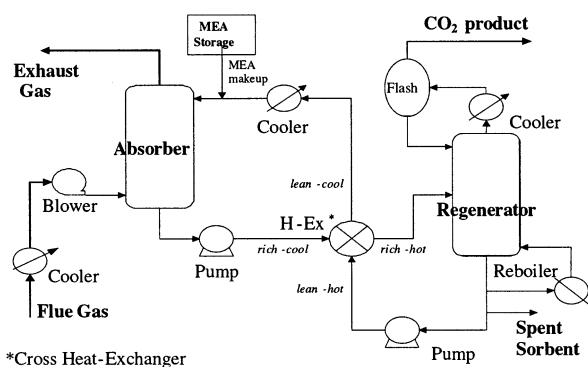 MEA
Storage
CO₂ product
Exhaust
Gas
MEA
makeup
Flash
Cooler
Cooler
Absorber
lean - cool
Regenerator
Blower
H-Ex *
rich - cool
rich - hot
Pump
Cooler
lean - hot
Reboiler
Flue Gas
Spent
Sorbent
Pump
*Cross Heat-Exchanger